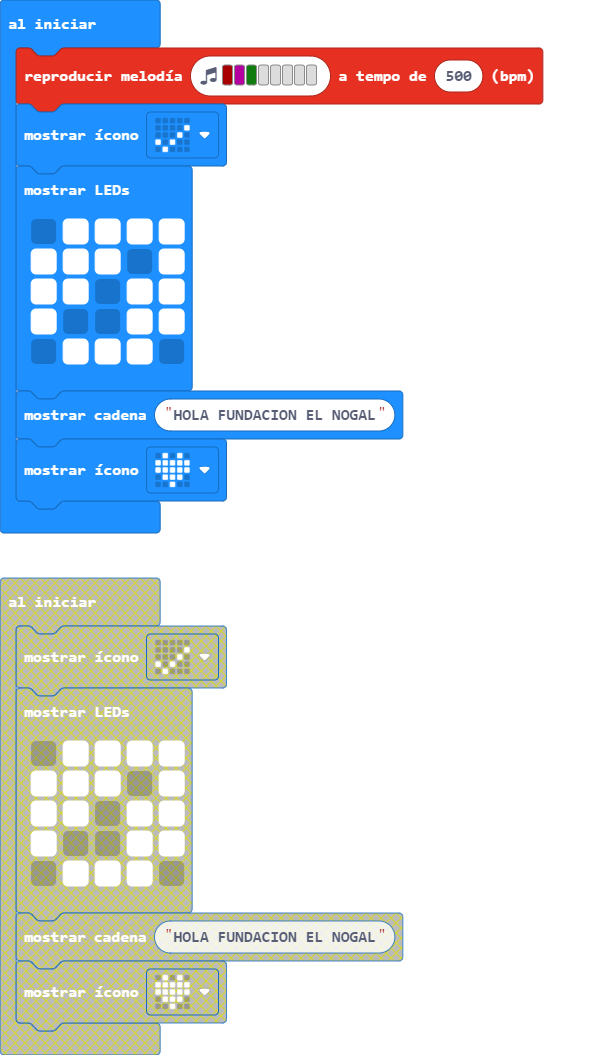 al iniciar
reproducir melodía a tempo de 500 (bpm)
mostrar ícono
mostrar LEDs
mostrar cadena "HOLA FUNDACION EL NOGAL"
mostrar ícono
al iniciar
mostrar ícono
mostrar LEDs
mostrar cadena "HOLA FUNDACION EL NOGAL"
mostrar ícono